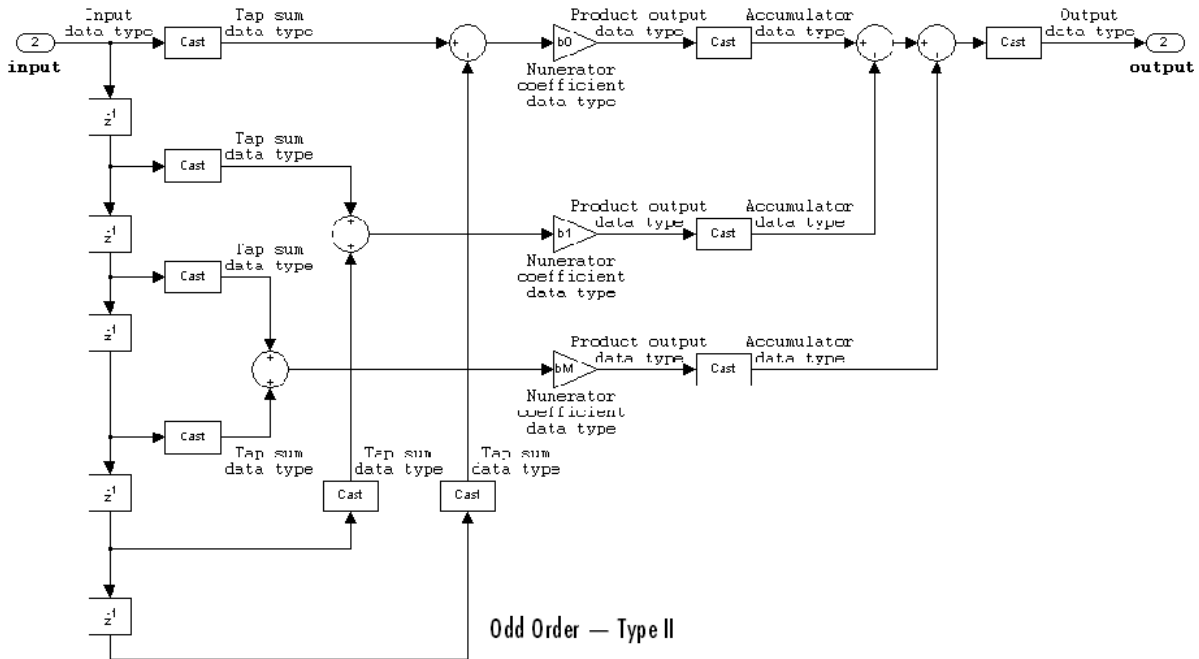 Input
data type
Tap sum
data type
Product output
data type
Accumulator
data type
Output
data type
2
input
Cast
+
+
b0
Cast
+
+
+
+
Cast
2
output
Nunerator
coefficient
data type
z-1
Tap sum
data type
Cast
z-1
+
+
Product output
data type
Accumulator
data type
b1
Cast
Nunerator
coefficient
data type
Tap sum
data type
Cast
z-1
+
+
Product output
data type
Accumulator
data type
bM
Cast
Nunerator
coefficient
data type
Cast
Tap sum
data type
Tap sum
data type
Tap sum
data type
z-1
Cast
Cast
z-1
Odd Order — Type II